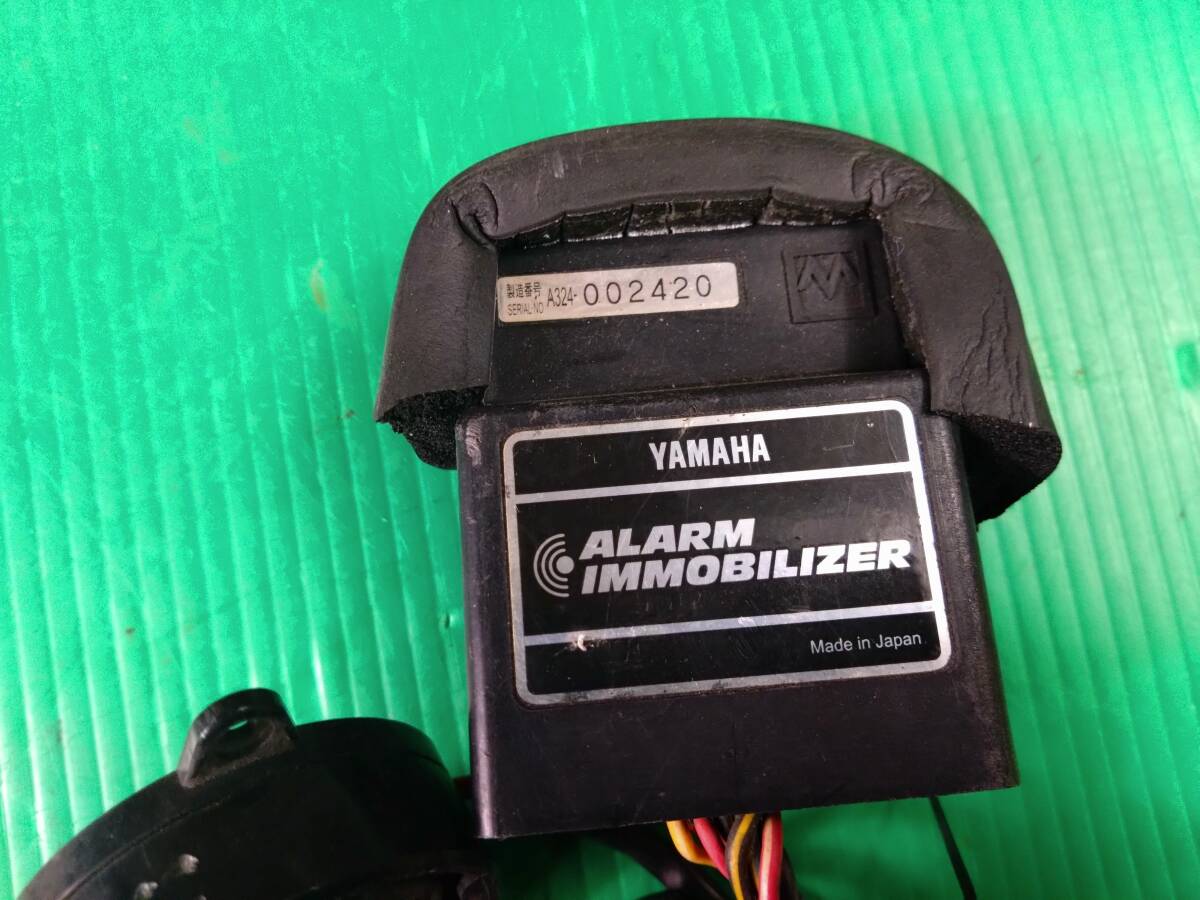 製造番号
SERIAL NO
A324-002420
YAMAHA
ALARM
IMMOBILIZER
Made in Japan